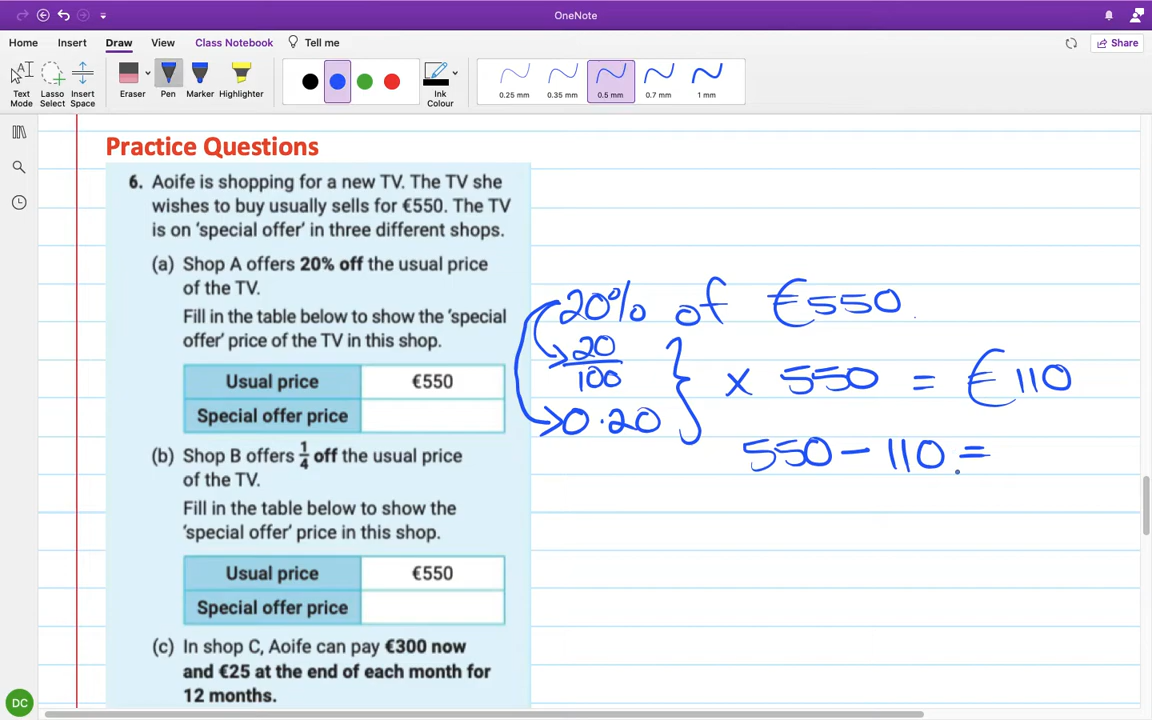 OneNote
Home Insert Draw View Class Notebook Tell me Share
Text Mode Lasso Select Insert Space Eraser Pen Marker Highlighter Ink Colour 0.25 mm 0.35 mm 0.5 mm 0.7 mm 1 mm
Practice Questions
6. Aoife is shopping for a new TV. The TV she
wishes to buy usually sells for €550. The TV
is on ‘special offer’ in three different shops.
(a) Shop A offers 20% off the usual price
of the TV.
Fill in the table below to show the ‘special
offer’ price of the TV in this shop.
Usual price €550
Special offer price
(b) Shop B offers 1/4 off the usual price
of the TV.
Fill in the table below to show the
‘special offer’ price in this shop.
Usual price €550
Special offer price
(c) In shop C, Aoife can pay €300 now
and €25 at the end of each month for
12 months.
20% of €550
20/100
0.20
} x 550 = €110
550 - 110 =
DC